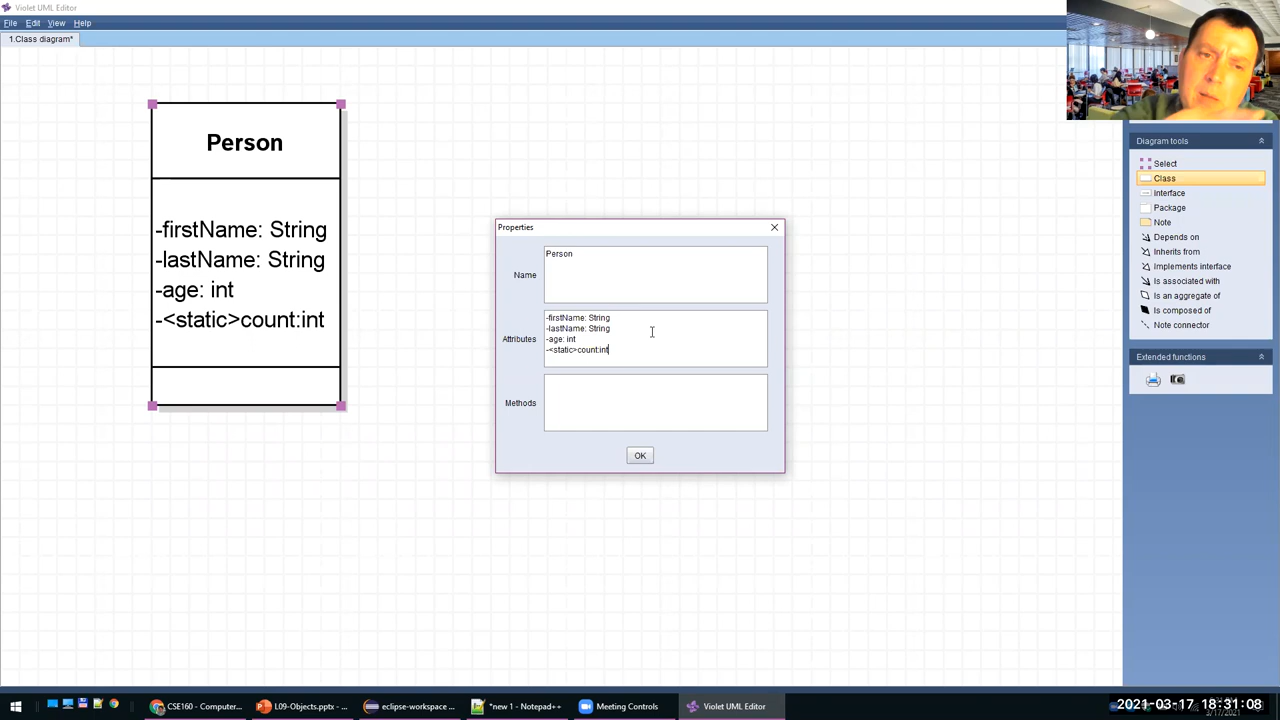 Violet UML Editor
File Edit View Help
1.Class diagram*
Person
-firstName: String
-lastName: String
-age: int
-<static>count:int
Properties
Name
Person
Attributes
-firstName: String
-lastName: String
-age: int
-<static>count:int
Methods
OK
Diagram tools
Select
Class
Interface
Package
Note
Depends on
Inherits from
Implements interface
Is associated with
Is an aggregate of
Is composed of
Note connector
Extended functions
CSE160 - Computer...
L09-Objects.pptx - ...
eclipse-workspace ...
*new 1 - Notepad++
Meeting Controls
Violet UML Editor
2021-03-17 18:31:08
3/17/2021